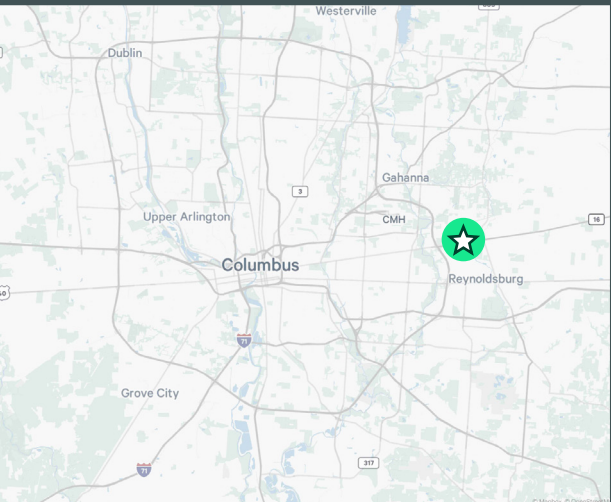 Westerville
Dublin
Gahanna
3
Upper Arlington
CMH
16
Columbus
Reynoldsburg
71
Grove City
317
71